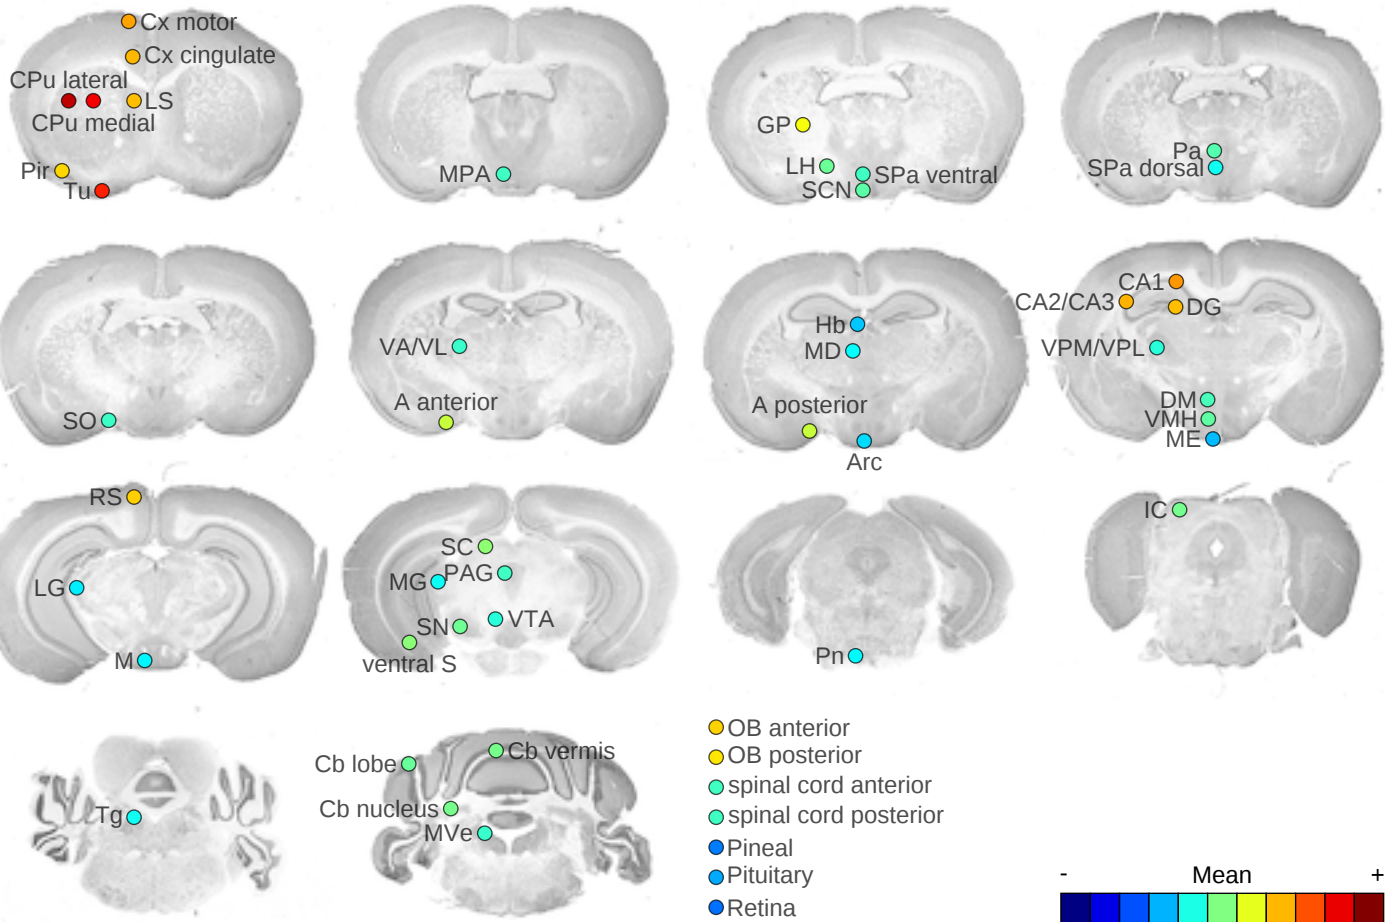 Cx motor
Cx cingulate
CPu lateral
LS
CPu medial
Pir
Tu
MPA
GP
LH
SPa ventral
SCN
Pa
SPa dorsal
SO
VA/VL
A anterior
Hb
MD
A posterior
Arc
CA1
CA2/CA3
DG
VPM/VPL
DM
VMH
ME
RS
LG
M
SC
MG
PAG
SN
VTA
ventral S
Pn
IC
Tg
Cb lobe
Cb vermis
Cb nucleus
MVe
OB anterior
OB posterior
spinal cord anterior
spinal cord posterior
Pineal
Pituitary
Retina
- Mean +